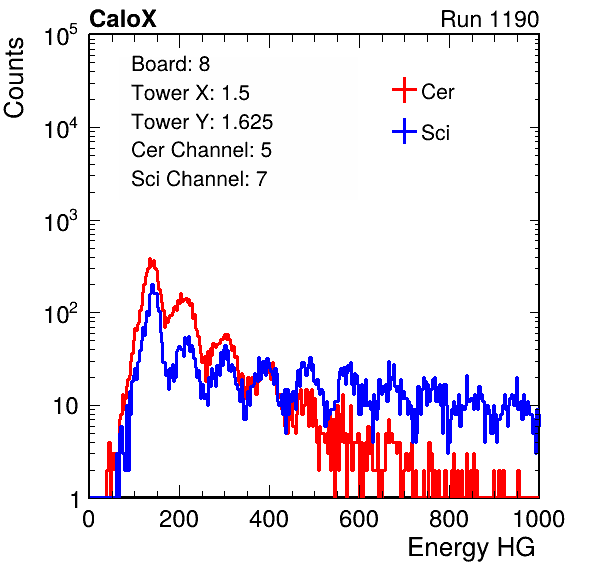 CaloX Run 1190
Counts
Board: 8
Tower X: 1.5
Tower Y: 1.625
Cer Channel: 5
Sci Channel: 7
Cer
Sci
10^5
10^4
10^3
10^2
10
1
0 200 400 600 800 1000
Energy HG